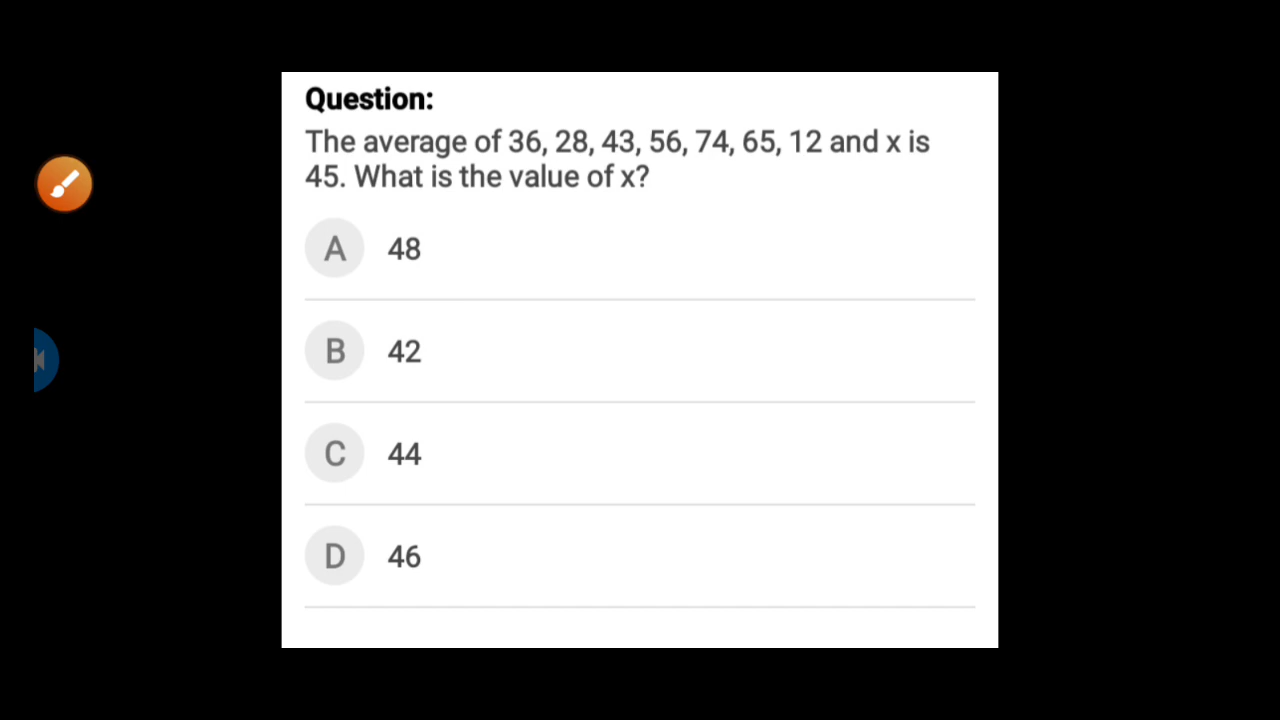 Question:
The average of 36, 28, 43, 56, 74, 65, 12 and x is
45. What is the value of x?
A 48
B 42
C 44
D 46